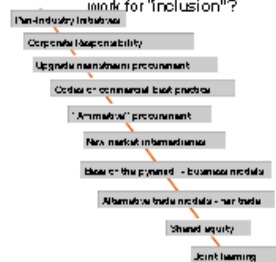 work for "inclusion"?
Pan-Industry Initiatives
Corporate Responsibility
Upgrade mainstream procurement
Codes of commercial best practice
procurement
New market intermediaries
Base of the pyramid - business models
Alternative trade models - fair trade
Shared equity
Joint learning